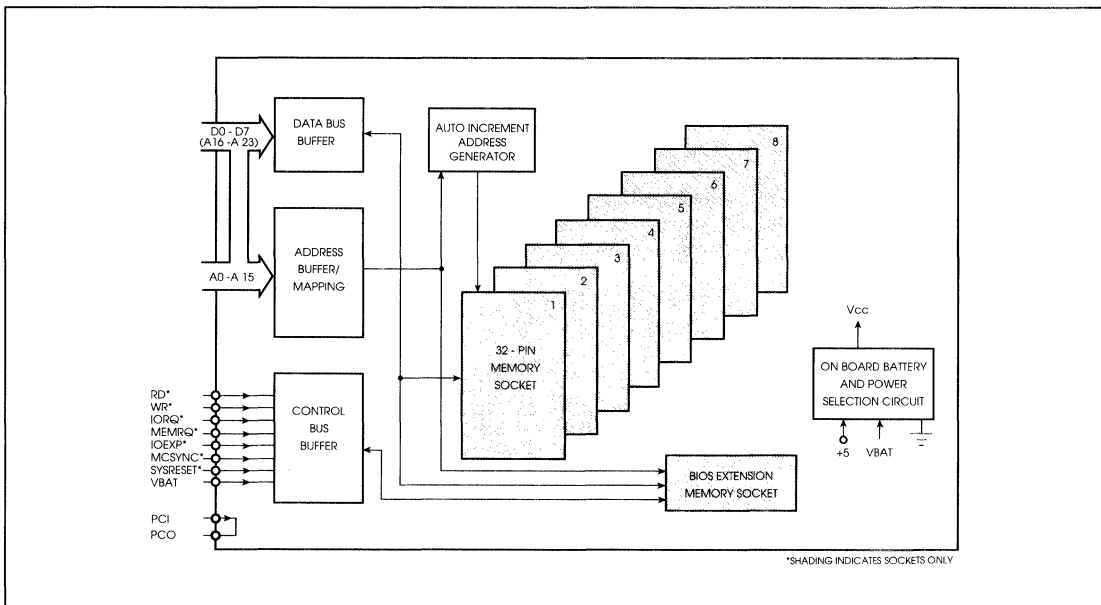 D0 - D7
(A16 -A 23)
DATA BUS
BUFFER
AUTO INCREMENT
ADDRESS
GENERATOR
8
7
6
5
4
3
2
1
32 - PIN
MEMORY
SOCKET
A0 -A 15
ADDRESS
BUFFER/
MAPPING
Vcc
ON BOARD BATTERY
AND POWER
SELECTION CIRCUIT
+5
VBAT
RD*
WR*
IORQ*
MEMRQ*
IOEXP*
MCSYNC*
SYSRESET*
VBAT
CONTROL
BUS
BUFFER
BIOS EXTENSION
MEMORY SOCKET
PCI
PCO
*SHADING INDICATES SOCKETS ONLY